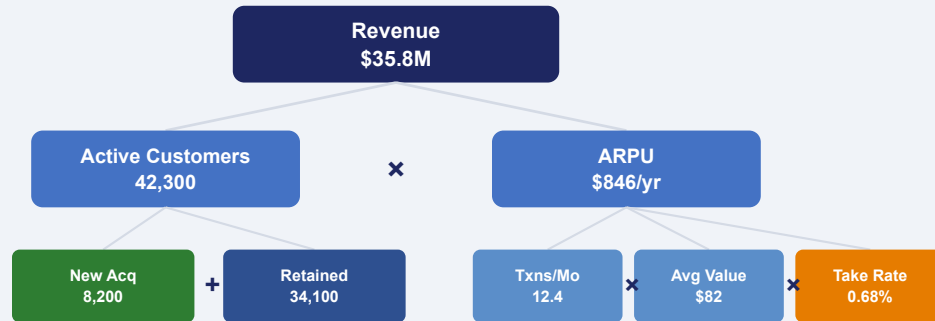 Revenue
$35.8M
Active Customers
42,300
×
ARPU
$846/yr
New Acq
8,200
+
Retained
34,100
Txns/Mo
12.4
×
Avg Value
$82
×
Take Rate
0.68%